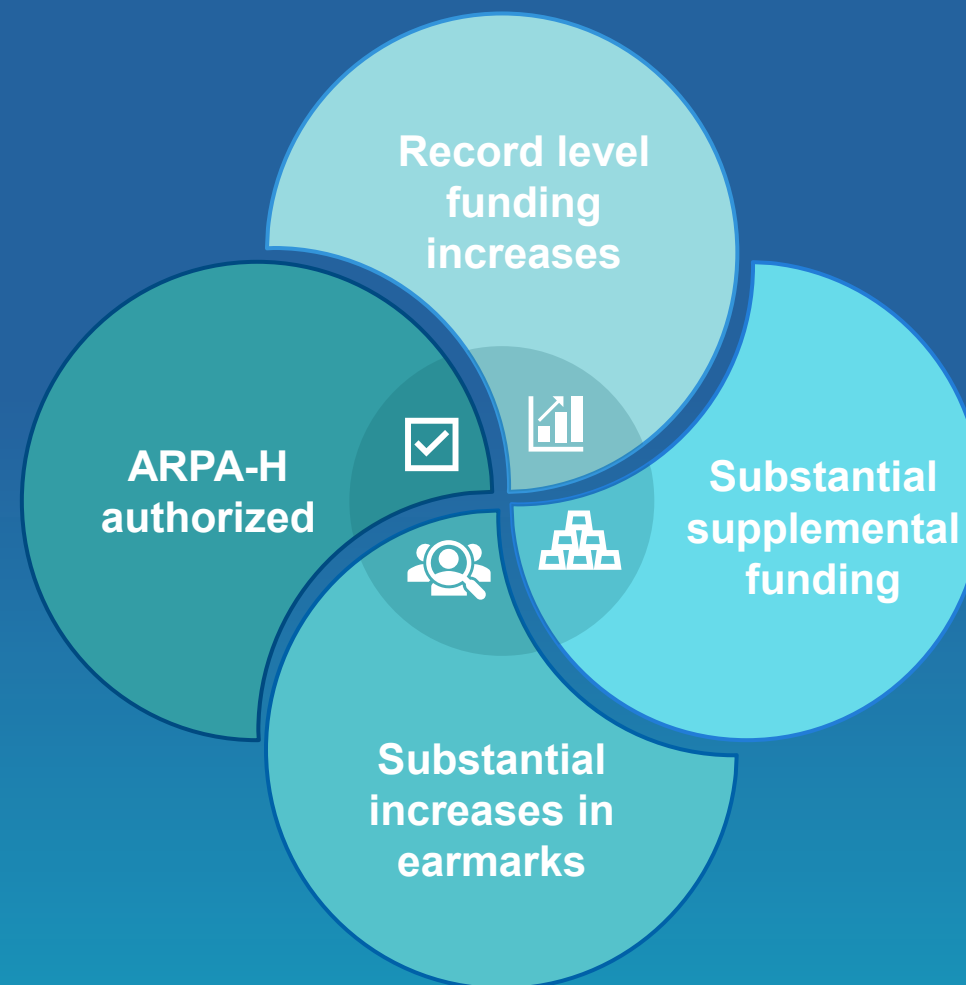 Record level
funding
increases
ARPA-H
authorized
Substantial
supplemental
funding
Substantial
increases in
earmarks